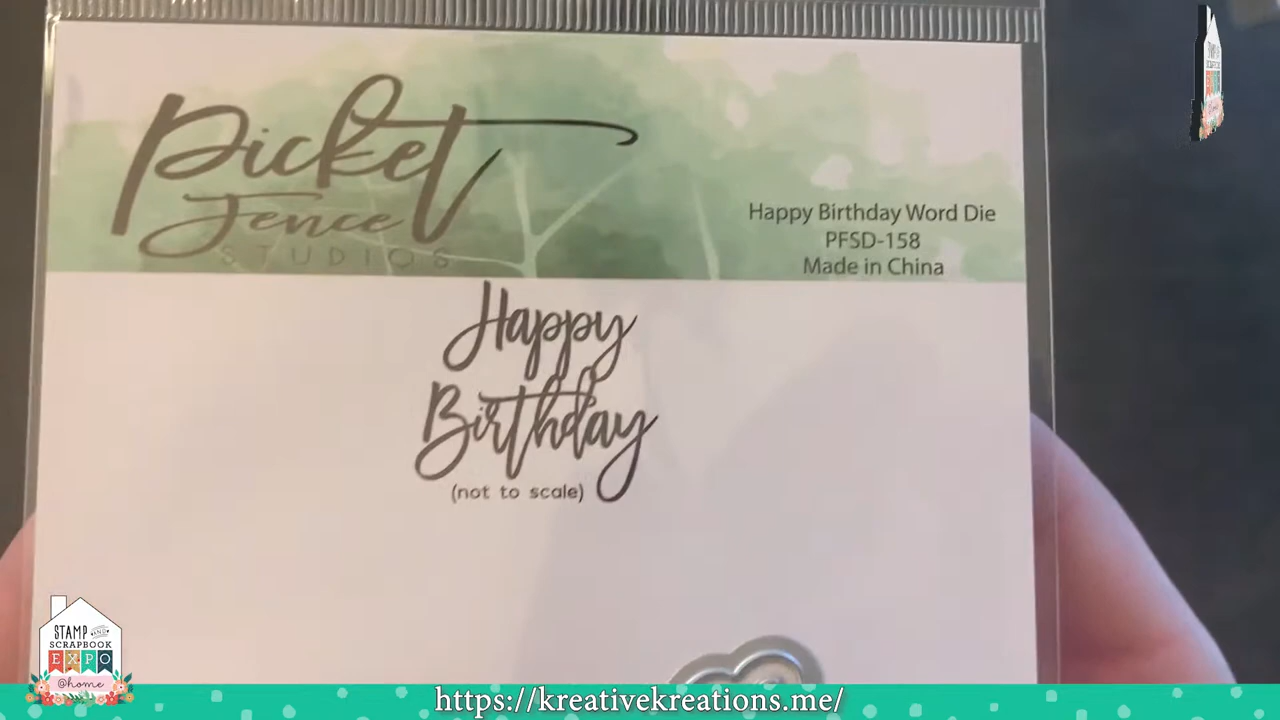 Picket
Fence
STUDIOS
Happy Birthday Word Die
PFSD-158
Made in China
Happy
Birthday
(not to scale)
STAMP AND
SCRAPBOOK
EXPO
@home
https://kreativekreations.me/